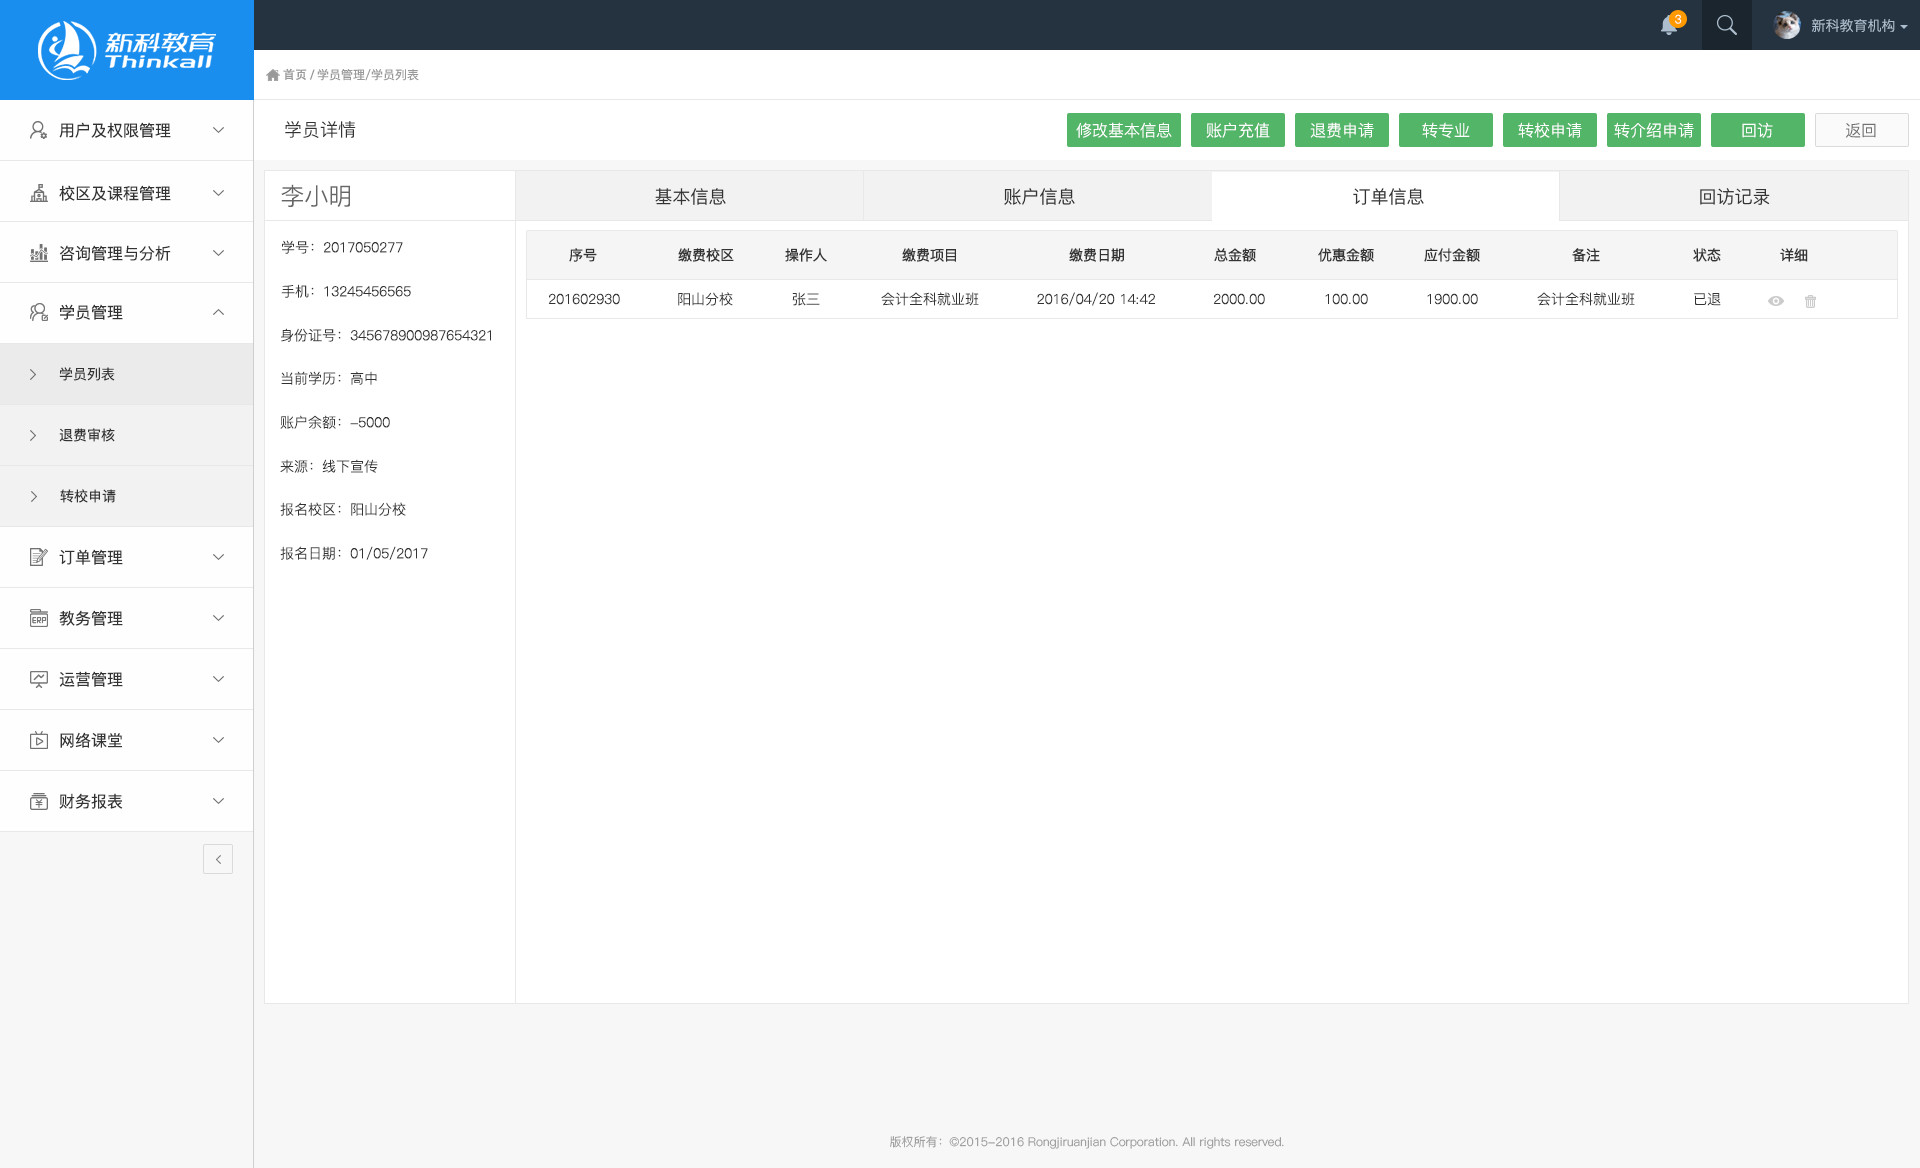 新科教育
Thinkall
3
新科教育机构
首页 / 学员管理/学员列表
用户及权限管理
校区及课程管理
咨询管理与分析
学员管理
学员列表
退费审核
转校申请
订单管理
教务管理
ERP
运营管理
网络课堂
财务报表
学员详情
修改基本信息
账户充值
退费申请
转专业
转校申请
转介绍申请
回访
返回
李小明
学号：2017050277
手机：13245456565
身份证号：345678900987654321
当前学历：高中
账户余额：-5000
来源：线下宣传
报名校区：阳山分校
报名日期：01/05/2017
基本信息 账户信息 订单信息 回访记录
序号 缴费校区 操作人 缴费项目 缴费日期 总金额 优惠金额 应付金额 备注 状态 详细
201602930 阳山分校 张三 会计全科就业班 2016/04/20 14:42 2000.00 100.00 1900.00 会计全科就业班 已退
版权所有：©2015-2016 Rongjiruanjian Corporation. All rights reserved.